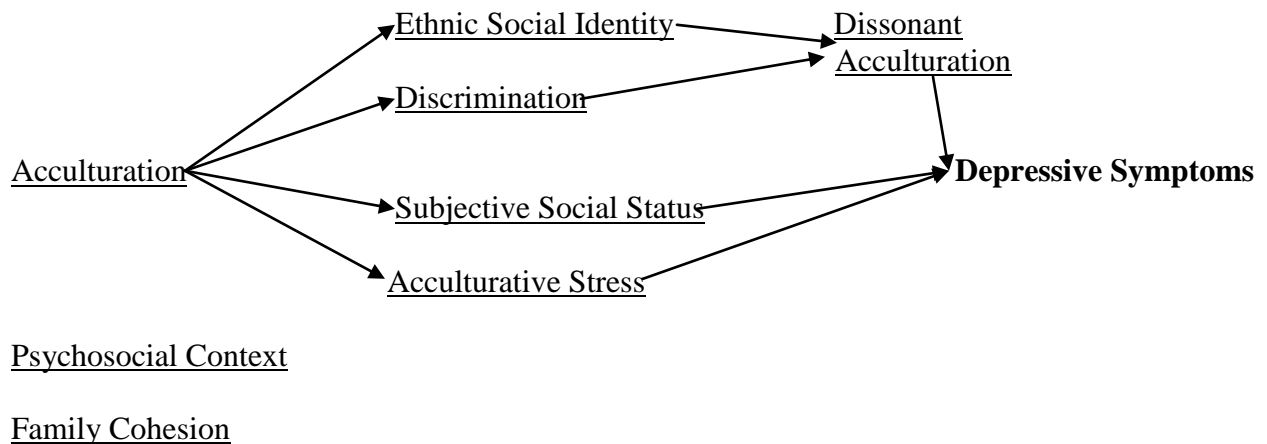 Ethnic Social Identity
Dissonant
Acculturation
Discrimination
Acculturation
Depressive Symptoms
Subjective Social Status
Acculturative Stress
Psychosocial Context
Family Cohesion